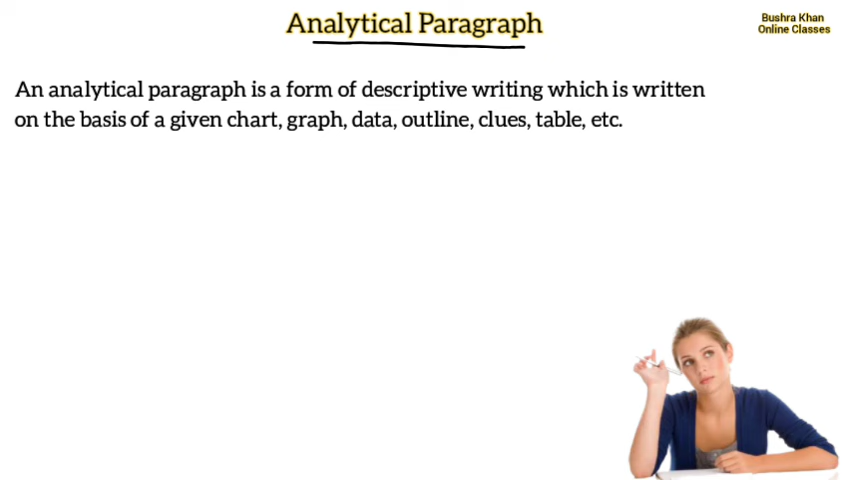 Analytical Paragraph
Bushra Khan
Online Classes
An analytical paragraph is a form of descriptive writing which is written
on the basis of a given chart, graph, data, outline, clues, table, etc.